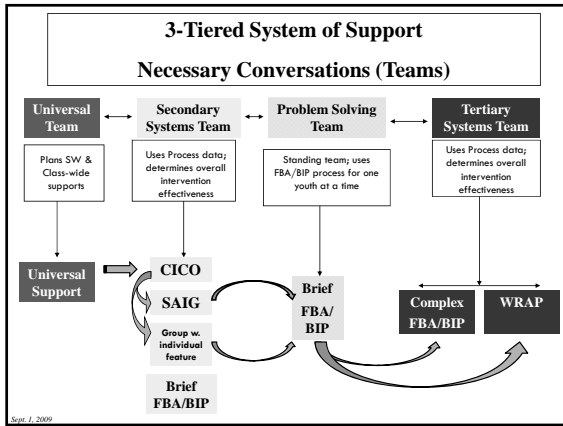 3-Tiered System of Support
Necessary Conversations (Teams)
Universal
Team
Secondary
Systems Team
Problem Solving
Team
Tertiary
Systems Team
Plans SW &
Class-wide
supports
Uses Process data;
determines overall
intervention
effectiveness
Standing team; uses
FBA/BIP process for one
youth at a time
Uses Process data;
determines overall
intervention
effectiveness
Universal
Support
CICO
SAIG
Group w.
individual
feature
Brief
FBA/BIP
Brief
FBA/
BIP
Complex
FBA/BIP
WRAP
Sept. 1, 2009